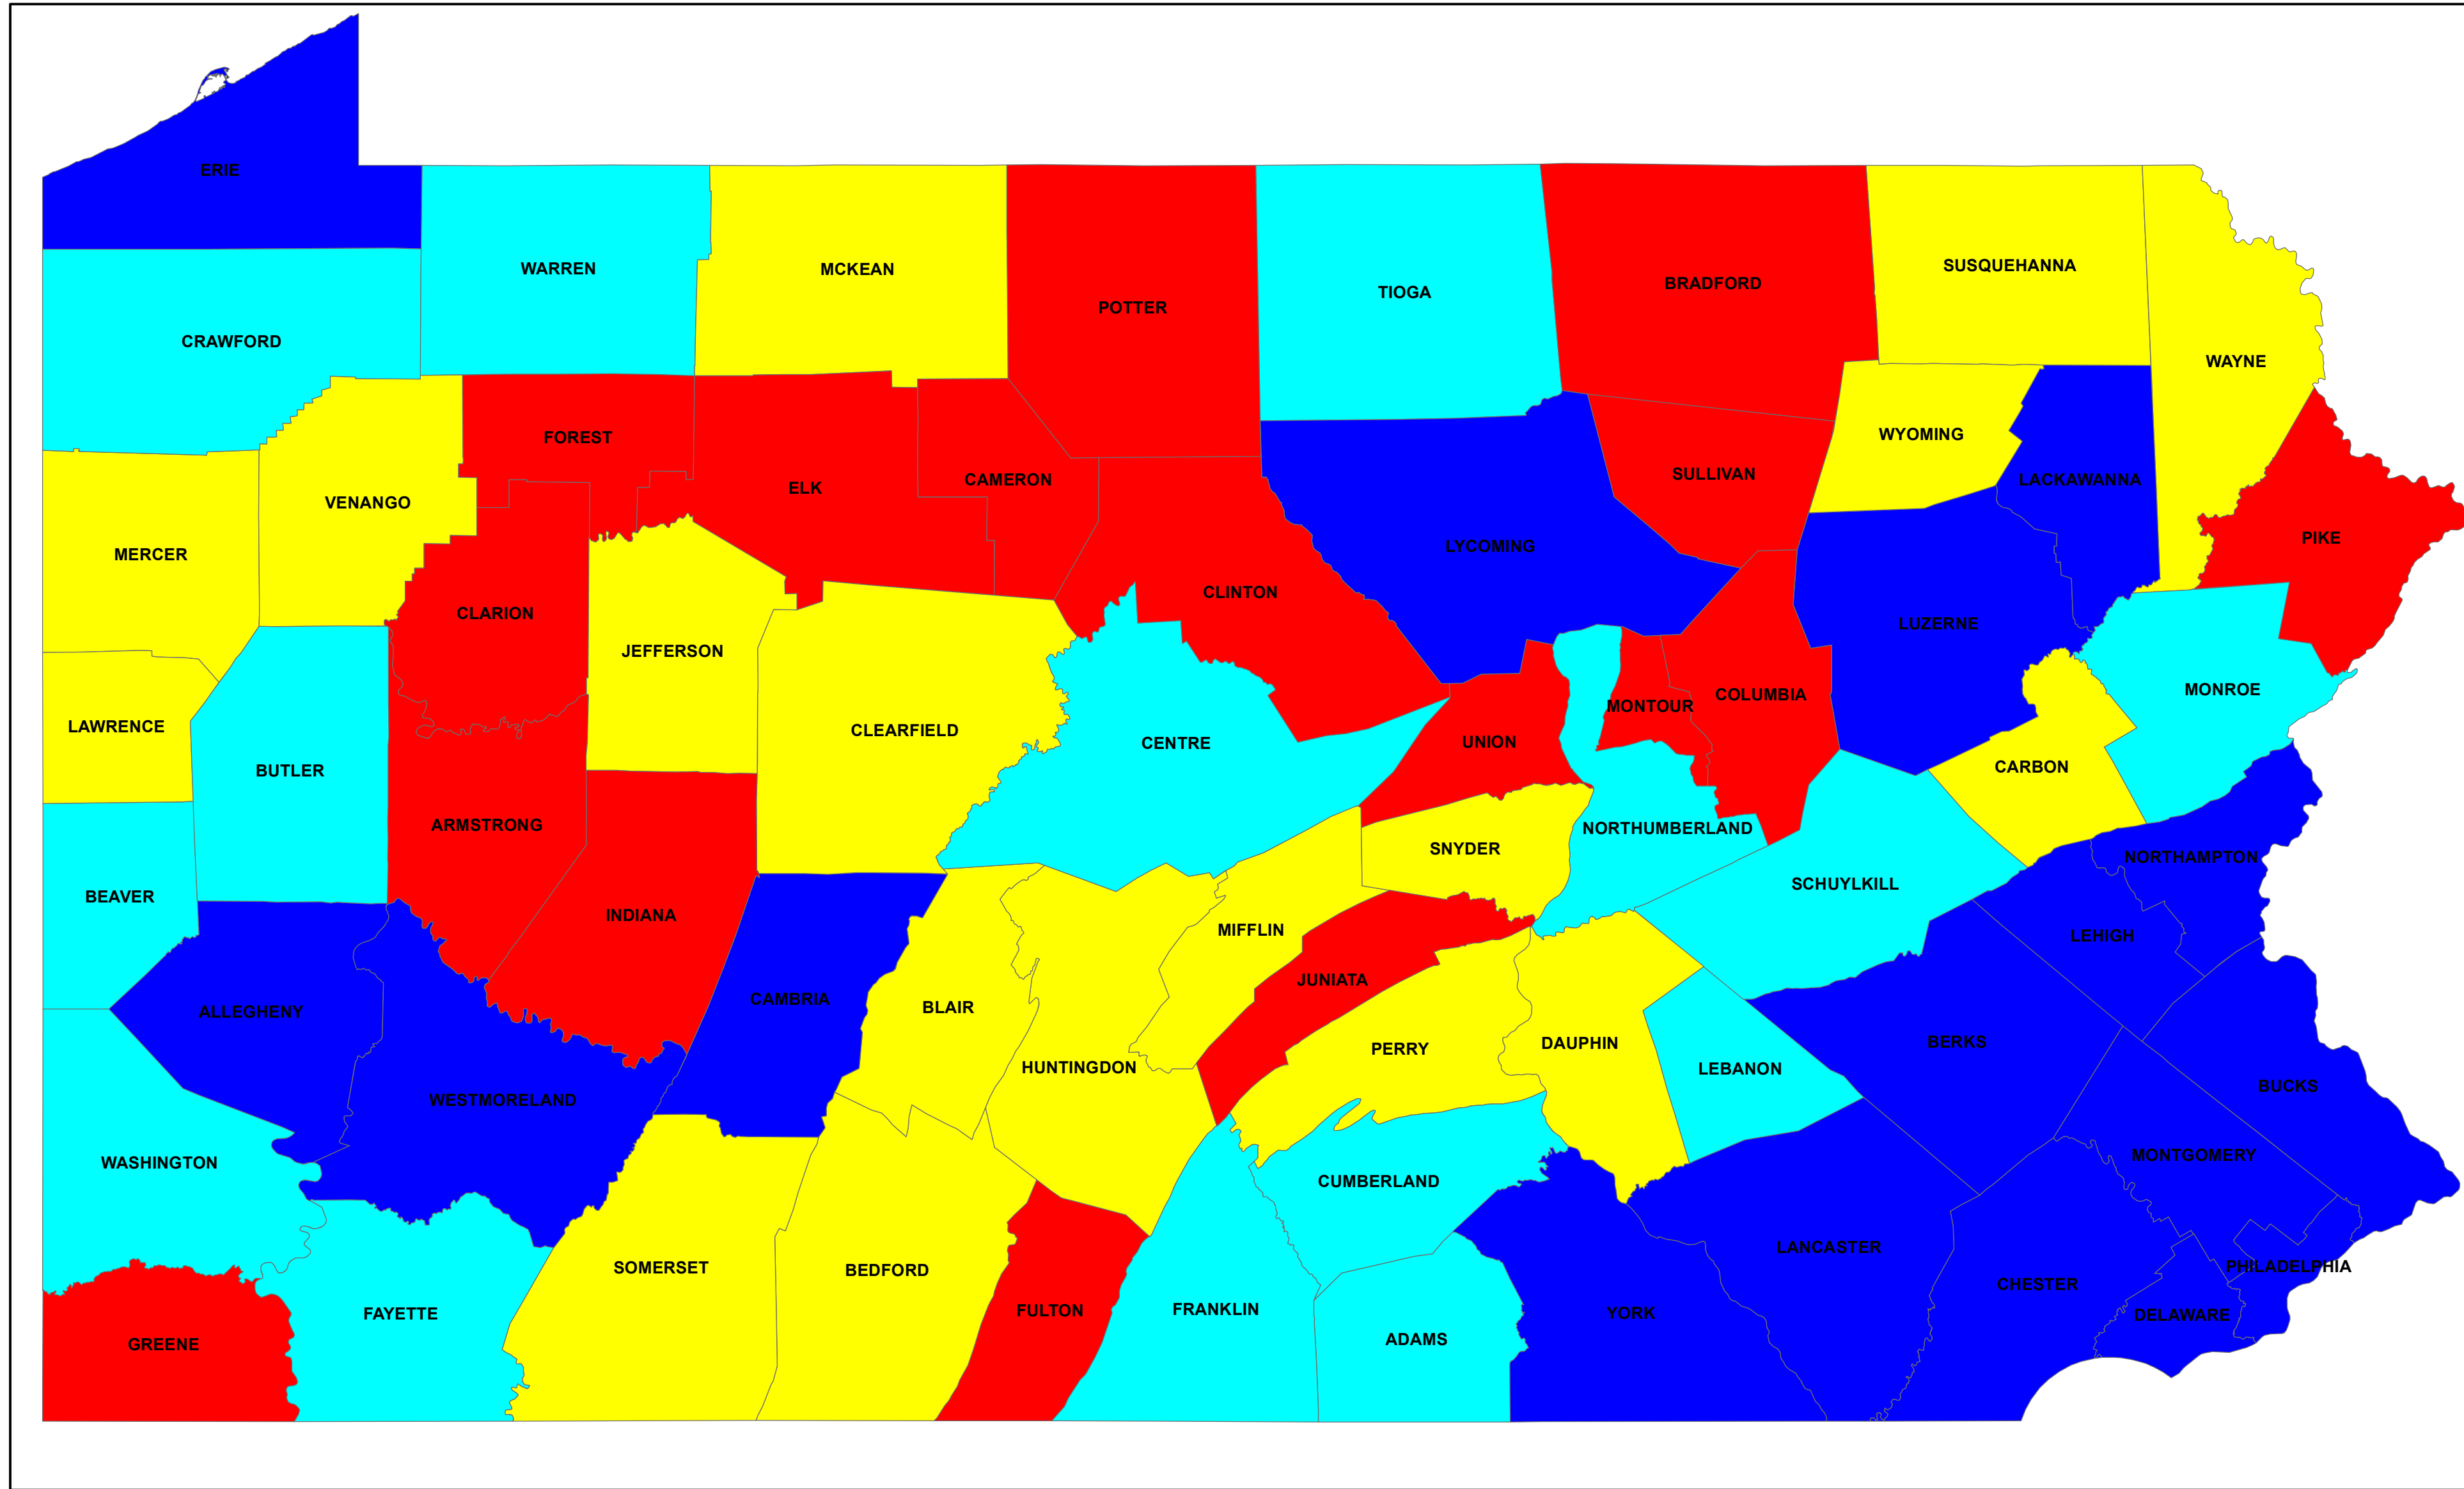 ERIE
WARREN
MCKEAN
SUSQUEHANNA
BRADFORD
TIOGA
POTTER
CRAWFORD
WAYNE
FOREST
WYOMING
SULLIVAN
LACKAWANNA
CAMERON
ELK
VENANGO
PIKE
LYCOMING
MERCER
CLINTON
CLARION
LUZERNE
JEFFERSON
MONROE
COLUMBIA
MONTOUR
LAWRENCE
CLEARFIELD
UNION
CENTRE
CARBON
BUTLER
ARMSTRONG
NORTHUMBERLAND
SNYDER
NORTHAMPTON
SCHUYLKILL
BEAVER
INDIANA
MIFFLIN
LEHIGH
JUNIATA
CAMBRIA
BLAIR
ALLEGHENY
BERKS
DAUPHIN
PERRY
HUNTINGDON
LEBANON
BUCKS
WESTMORELAND
MONTGOMERY
WASHINGTON
CUMBERLAND
LANCASTER
PHILADELPHIA
SOMERSET
BEDFORD
CHESTER
FRANKLIN
FULTON
FAYETTE
YORK
DELAWARE
ADAMS
GREENE